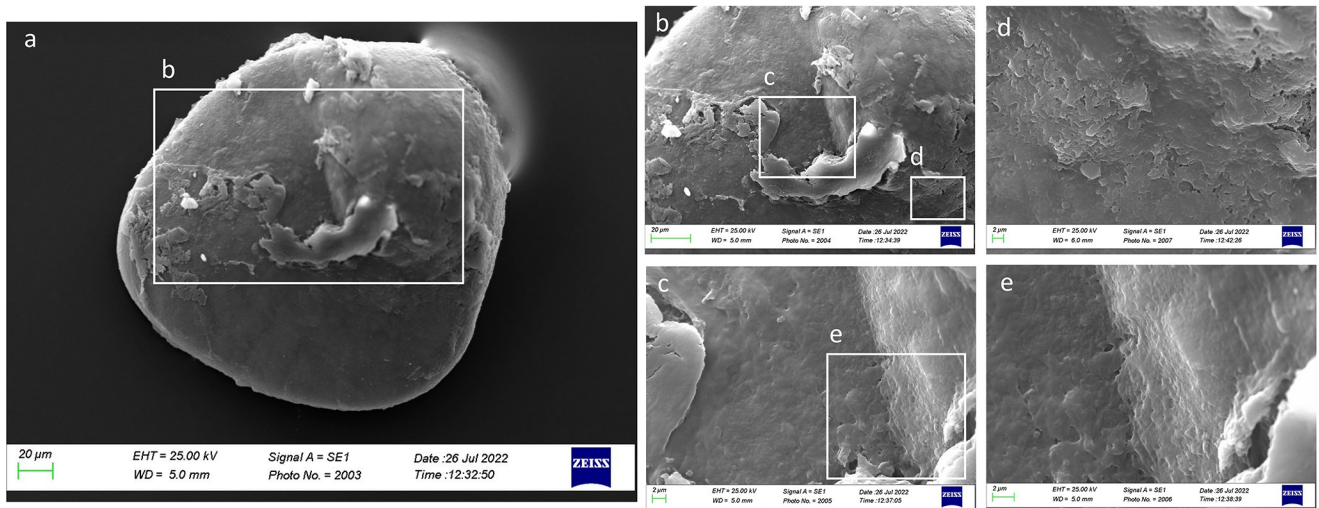 a
b
20 µm
EHT = 25.00 kV
WD = 5.0 mm
Signal A = SE1
Photo No. = 2003
Date :26 Jul 2022
Time :12:32:50
ZEISS
b
c
d
20 µm
EHT = 25.00 kV
WD = 5.0 mm
Signal A = SE1
Photo No. = 2004
Date :26 Jul 2022
Time :12:34:39
ZEISS
d
2 µm
EHT = 25.00 kV
WD = 6.0 mm
Signal A = SE1
Photo No. = 2007
Date :26 Jul 2022
Time :12:42:26
ZEISS
c
e
2 µm
EHT = 25.00 kV
WD = 5.0 mm
Signal A = SE1
Photo No. = 2005
Date :26 Jul 2022
Time :12:37:05
ZEISS
e
2 µm
EHT = 25.00 kV
WD = 5.0 mm
Signal A = SE1
Photo No. = 2006
Date :26 Jul 2022
Time :12:38:39
ZEISS